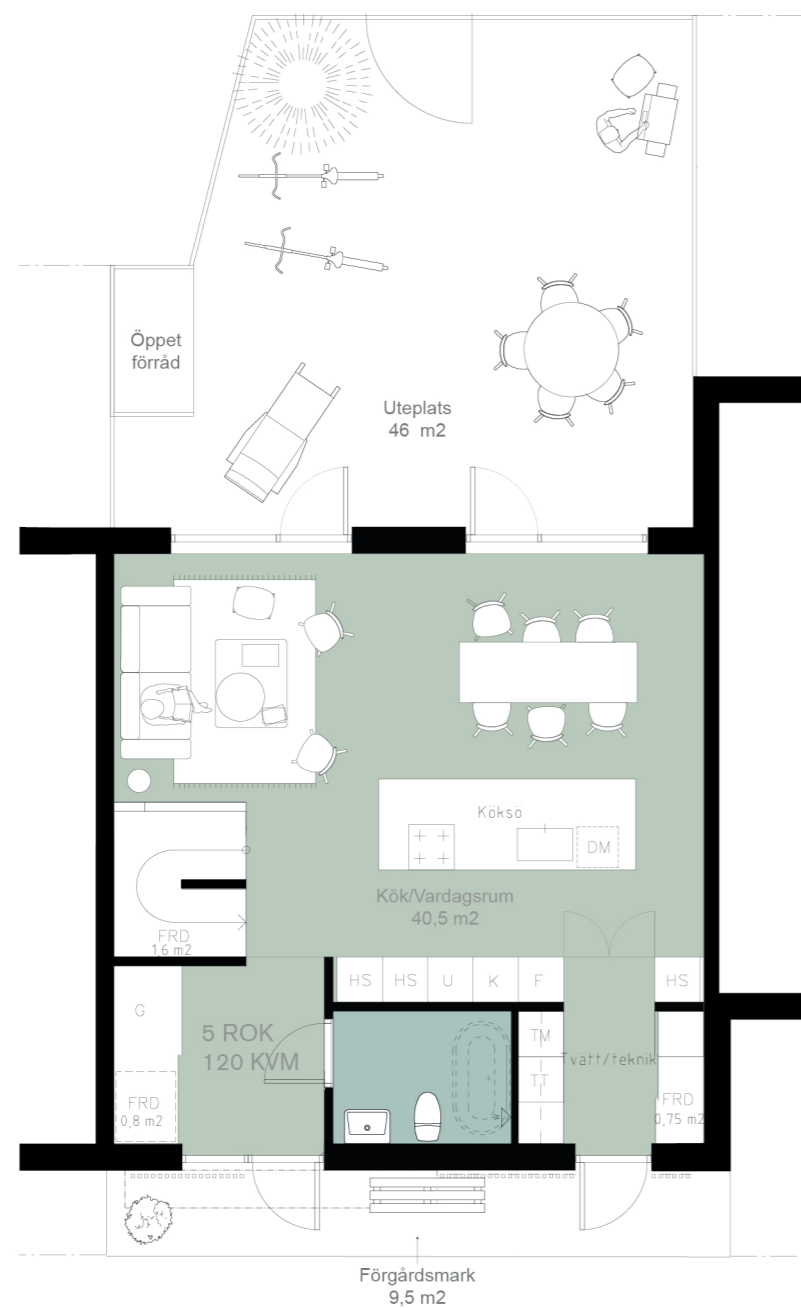 Öppet
förråd
Uteplats
46 m2
Köksö
DM
Kök/Vardagsrum
40,5 m2
FRD
1,6 m2
HS HS U K F HS
G
5 ROK
120 KVM
TM
Tvätt/teknik
TT
FRD
0,8 m2
FRD
0,75 m2
Förgårdsmark
9,5 m2